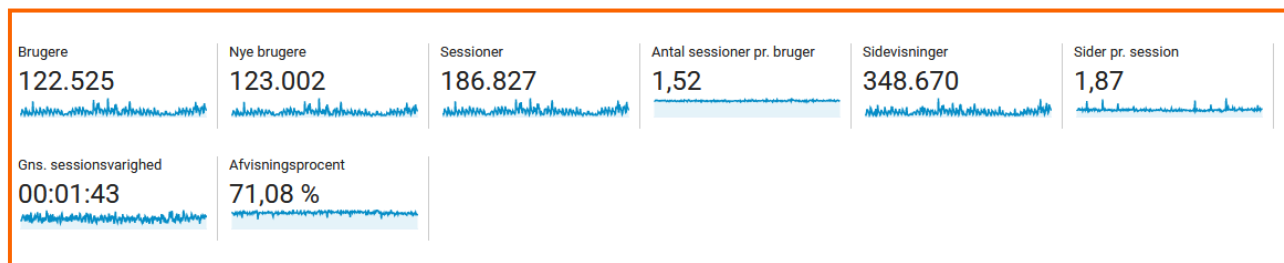 Brugere
122.525
Nye brugere
123.002
Sessioner
186.827
Antal sessioner pr. bruger
1,52
Sidevisninger
348.670
Sider pr. session
1,87
Gns. sessionsvarighed
00:01:43
Afvisningsprocent
71,08 %